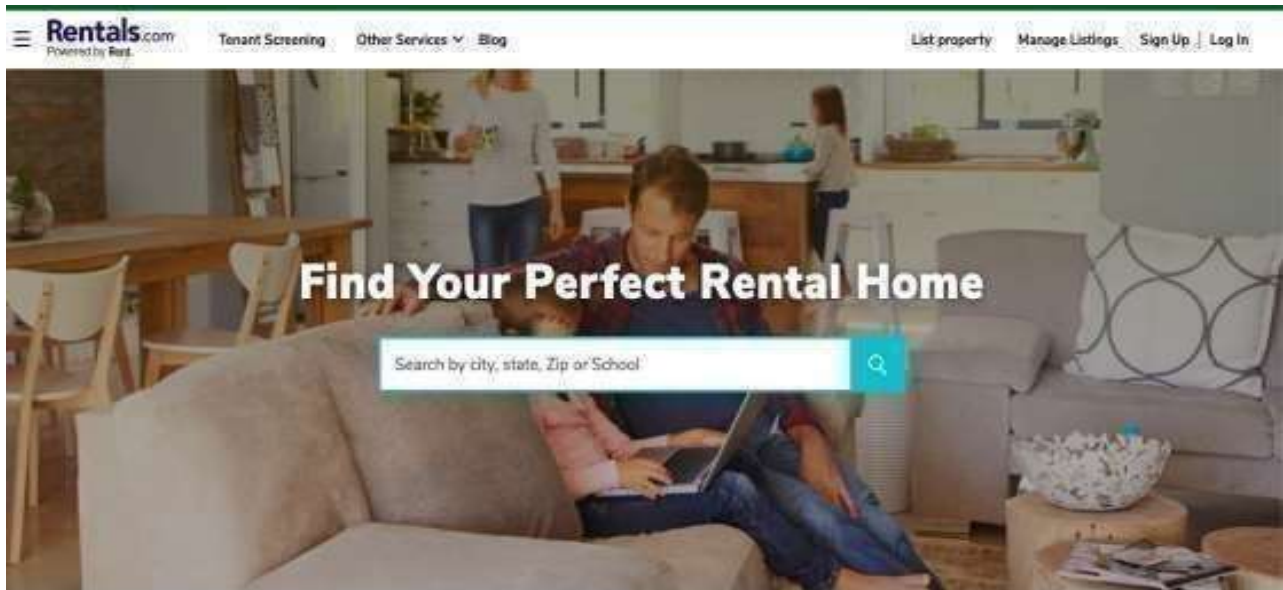 Rentals.com
Powered by Rent.
Tenant Screening
Other Services
Blog
List property
Manage Listings
Sign Up | Log In
Find Your Perfect Rental Home
Search by city, state, Zip or School